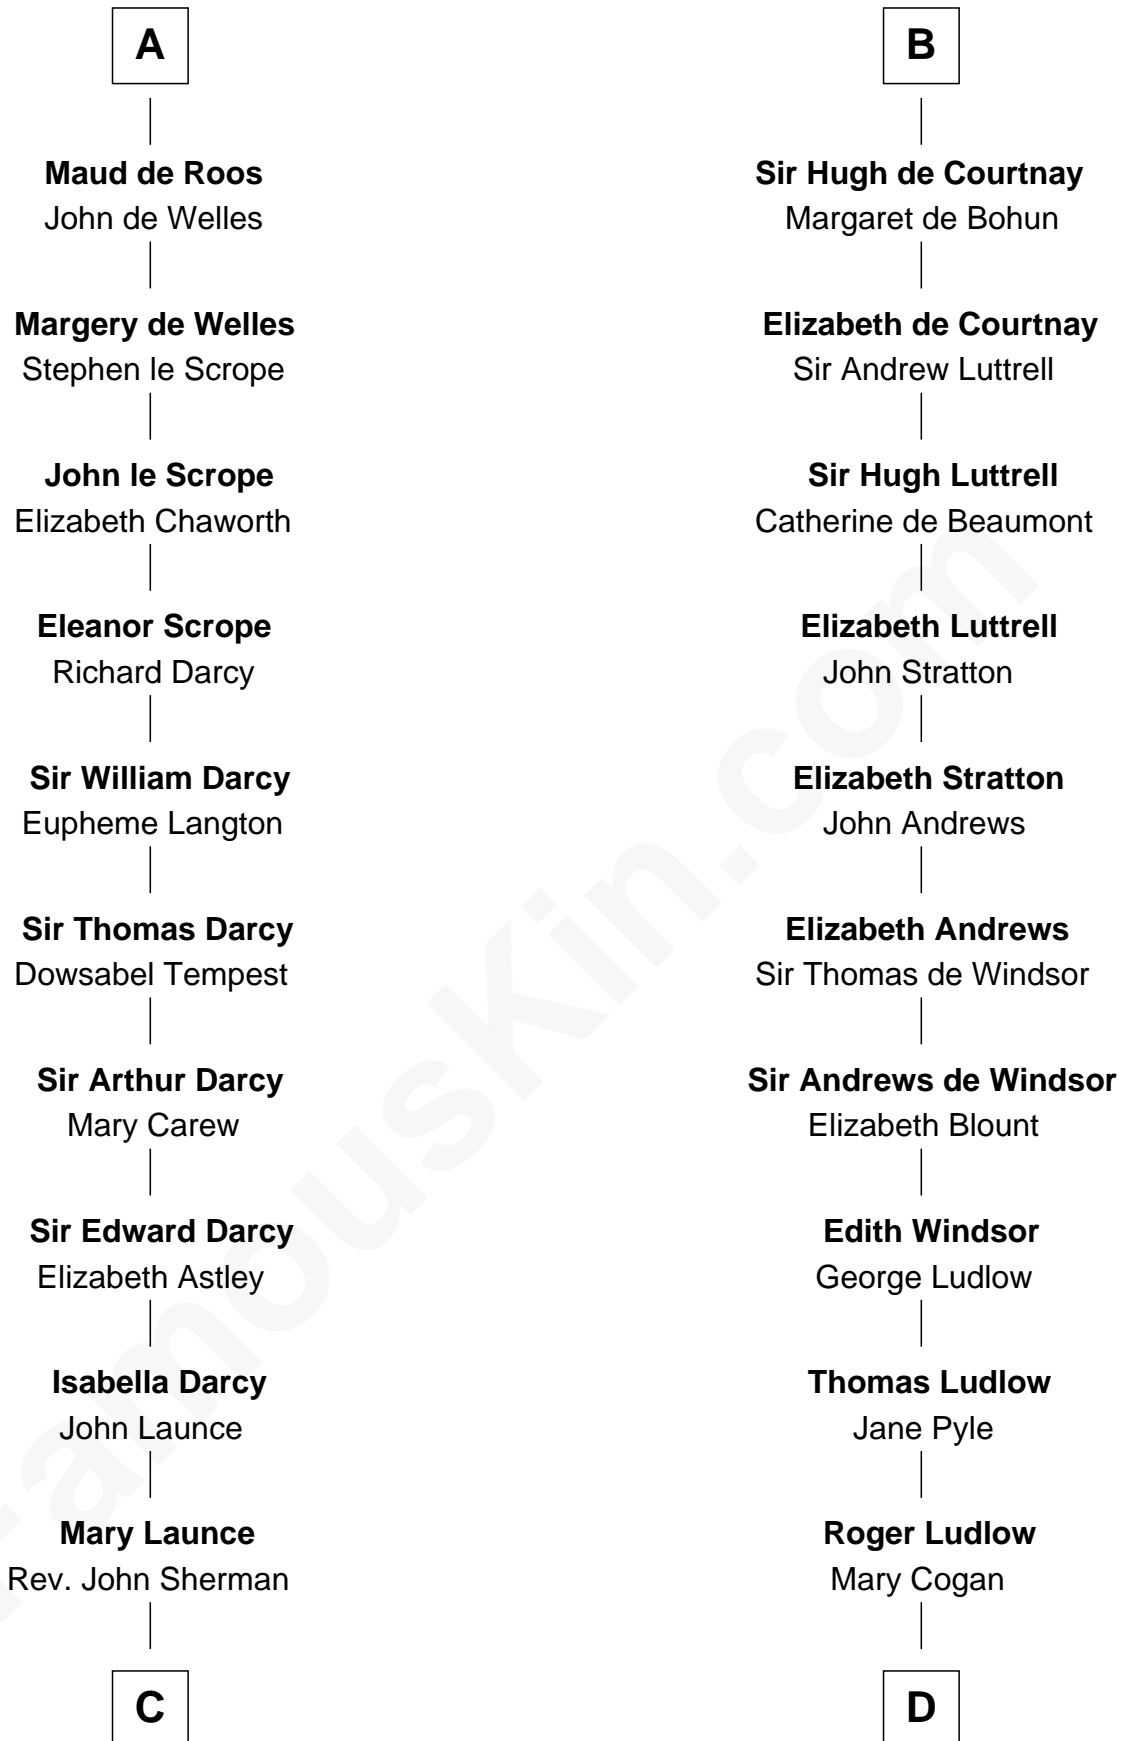 A
Maud de Roos
John de Welles
Margery de Welles
Stephen le Scrope
John le Scrope
Elizabeth Chaworth
Eleanor Scrope
Richard Darcy
Sir William Darcy
Eupheme Langton
Sir Thomas Darcy
Dowsabel Tempest
Sir Arthur Darcy
Mary Carew
Sir Edward Darcy
Elizabeth Astley
Isabella Darcy
John Launce
Mary Launce
Rev. John Sherman
C
B
Sir Hugh de Courtnay
Margaret de Bohun
Elizabeth de Courtnay
Sir Andrew Luttrell
Sir Hugh Luttrell
Catherine de Beaumont
Elizabeth Luttrell
John Stratton
Elizabeth Stratton
John Andrews
Elizabeth Andrews
Sir Thomas de Windsor
Sir Andrews de Windsor
Elizabeth Blount
Edith Windsor
George Ludlow
Thomas Ludlow
Jane Pyle
Roger Ludlow
Mary Cogan
D
FamousKin.com